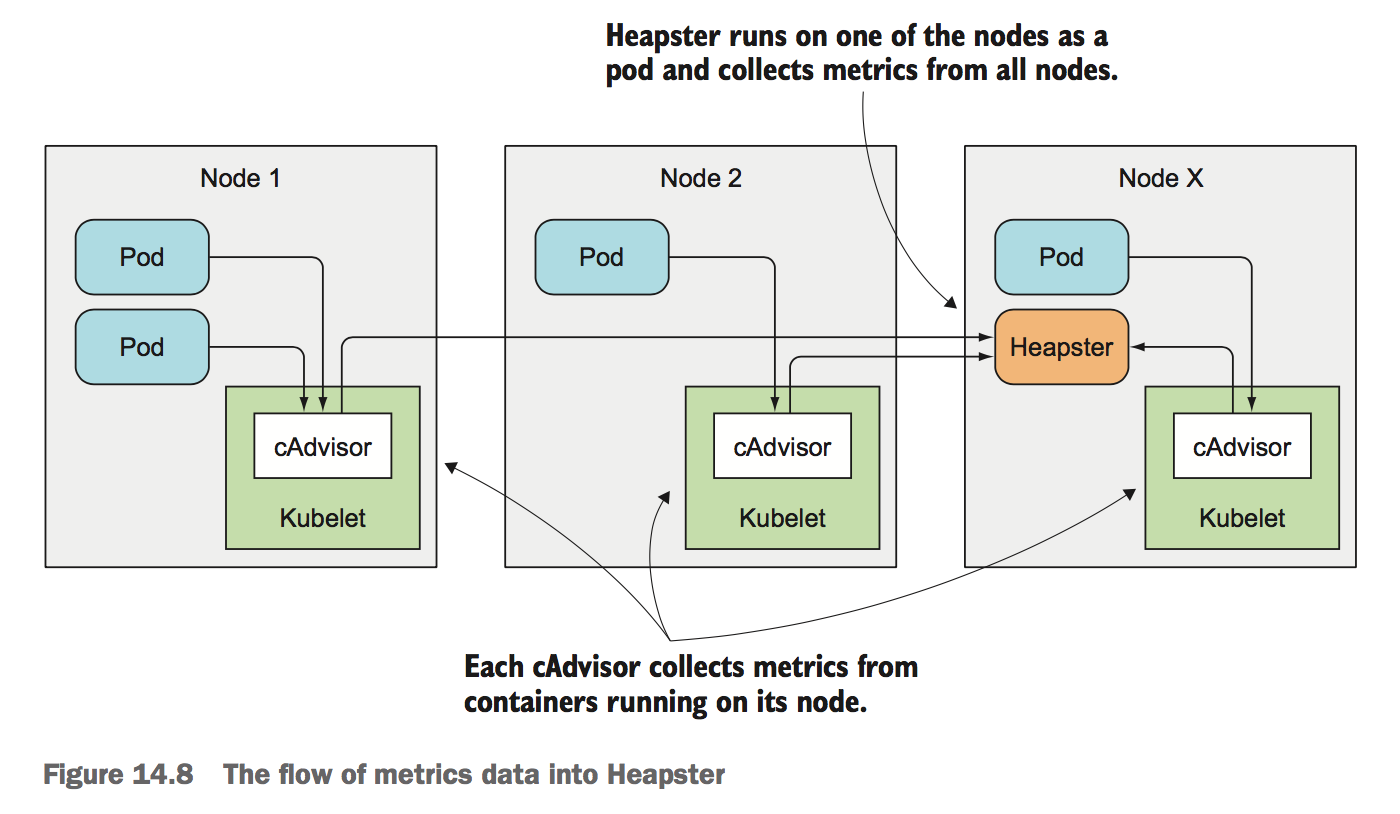 Heapster runs on one of the nodes as a
pod and collects metrics from all nodes.
Node 1
Pod
Pod
cAdvisor
Kubelet
Node 2
Pod
cAdvisor
Kubelet
Node X
Pod
Heapster
cAdvisor
Kubelet
Each cAdvisor collects metrics from
containers running on its node.
Figure 14.8 The flow of metrics data into Heapster